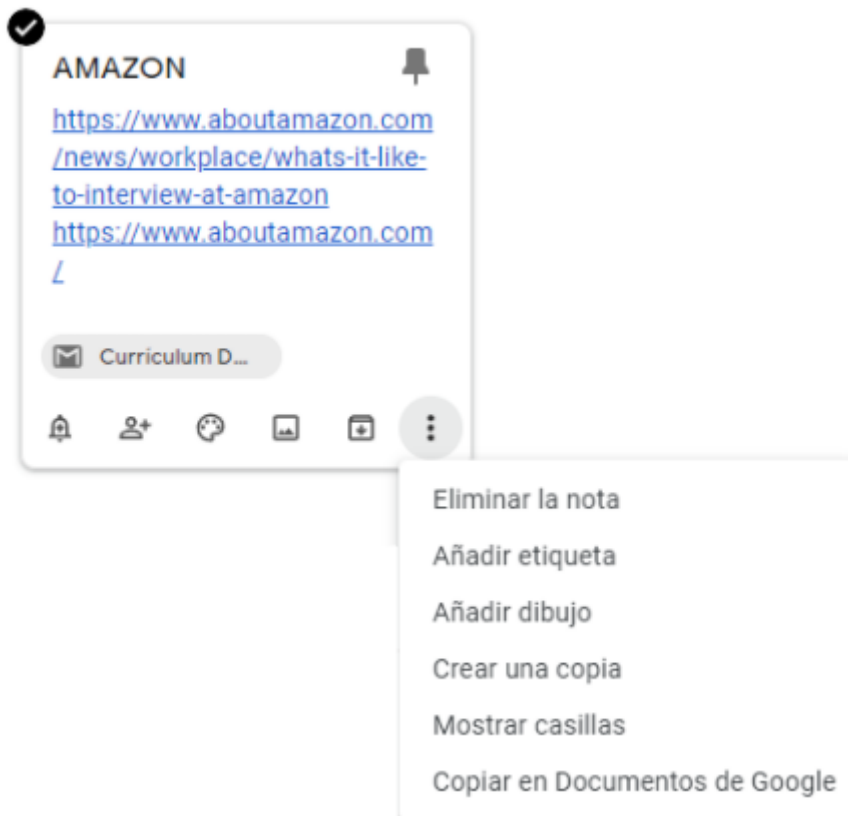 AMAZON
https://www.aboutamazon.com
/news/workplace/whats-it-like-
to-interview-at-amazon
https://www.aboutamazon.com
/
Curriculum D...
Eliminar la nota
Añadir etiqueta
Añadir dibujo
Crear una copia
Mostrar casillas
Copiar en Documentos de Google